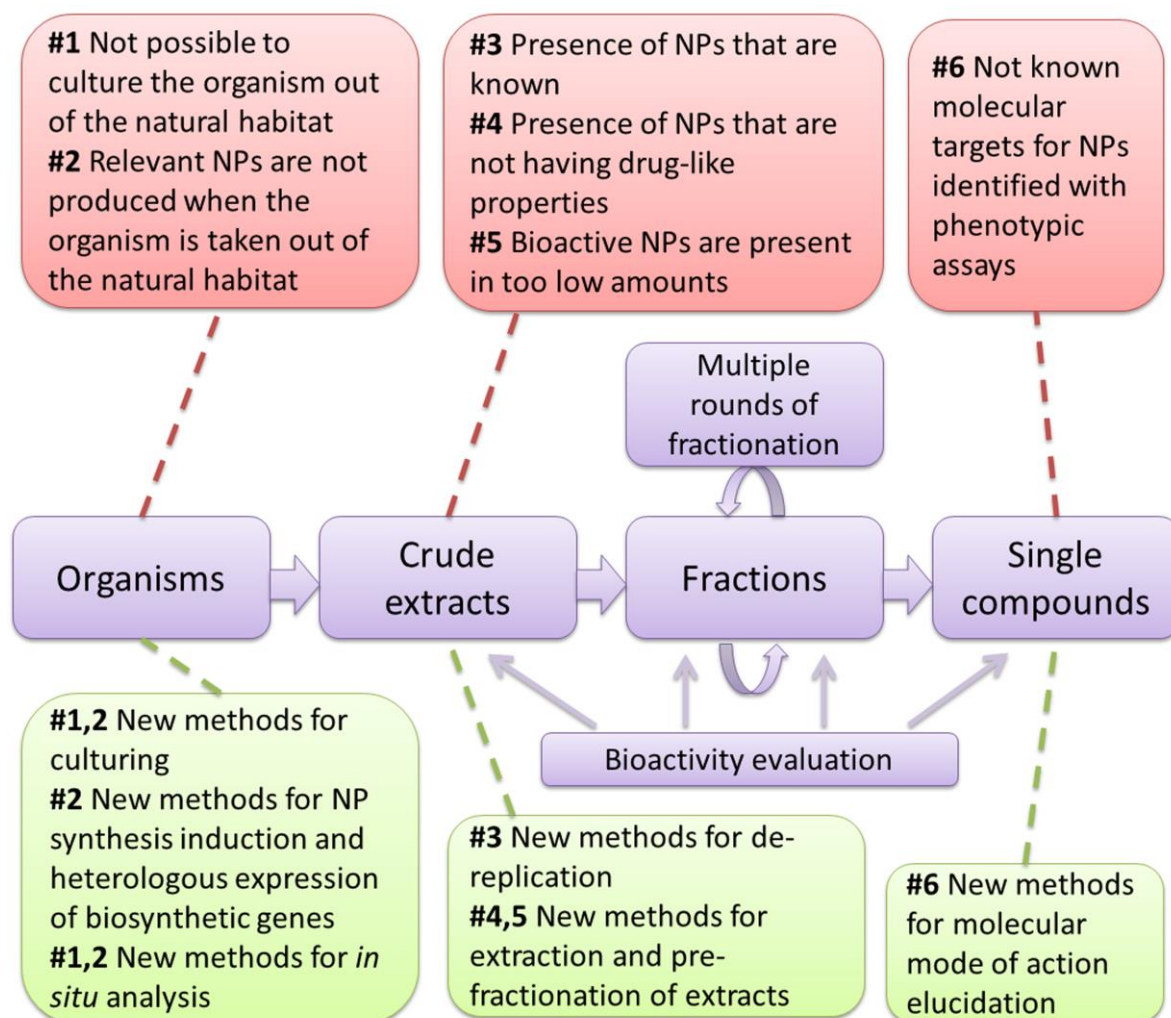 #1 Not possible to
culture the organism out
of the natural habitat
#2 Relevant NPs are not
produced when the
organism is taken out of
the natural habitat
#3 Presence of NPs that are
known
#4 Presence of NPs that are
not having drug-like
properties
#5 Bioactive NPs are present
in too low amounts
#6 Not known
molecular
targets for NPs
identified with
phenotypic
assays
Multiple
rounds of
fractionation
Organisms
Crude
extracts
Fractions
Single
compounds
Bioactivity evaluation
#1,2 New methods for
culturing
#2 New methods for NP
synthesis induction and
heterologous expression
of biosynthetic genes
#1,2 New methods for in
situ analysis
#3 New methods for de-
replication
#4,5 New methods for
extraction and pre-
fractionation of extracts
#6 New methods
for molecular
mode of action
elucidation